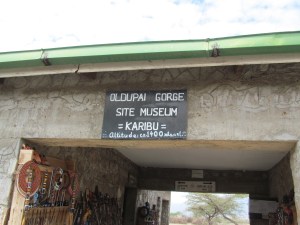 OLDUPAI GORGE
SITE MUSEUM
= KARIBU =